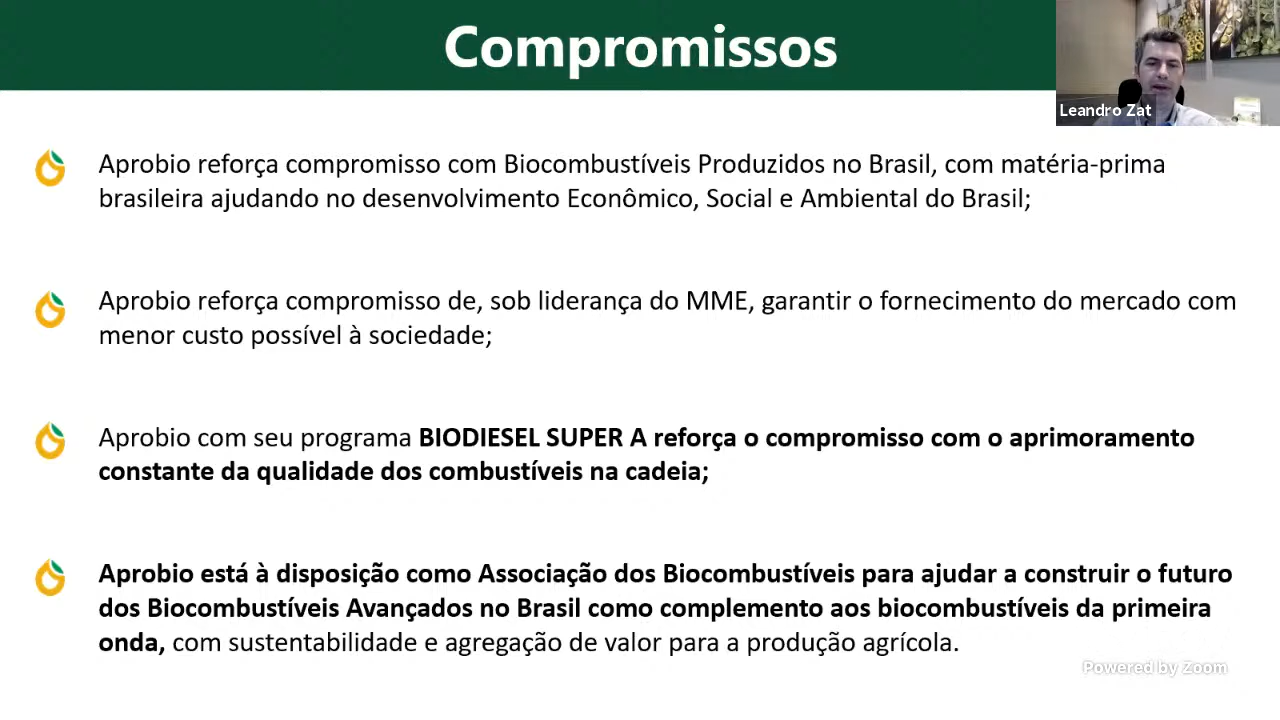 Compromissos
Leandro Zat
Aprobio reforça compromisso com Biocombustíveis Produzidos no Brasil, com matéria-prima
brasileira ajudando no desenvolvimento Econômico, Social e Ambiental do Brasil;
Aprobio reforça compromisso de, sob liderança do MME, garantir o fornecimento do mercado com
menor custo possível à sociedade;
Aprobio com seu programa BIODIESEL SUPER A reforça o compromisso com o aprimoramento
constante da qualidade dos combustíveis na cadeia;
Aprobio está à disposição como Associação dos Biocombustíveis para ajudar a construir o futuro
dos Biocombustíveis Avançados no Brasil como complemento aos biocombustíveis da primeira
onda, com sustentabilidade e agregação de valor para a produção agrícola.
Powered by Zoom